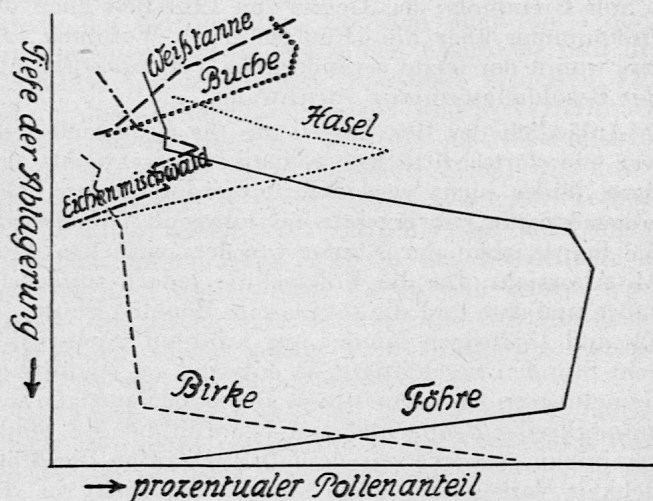 Weißtanne
Buche
Hasel
Eichenmischwald
Tiefe der Ablagerung
Birke
Föhre
prozentualer Pollenanteil